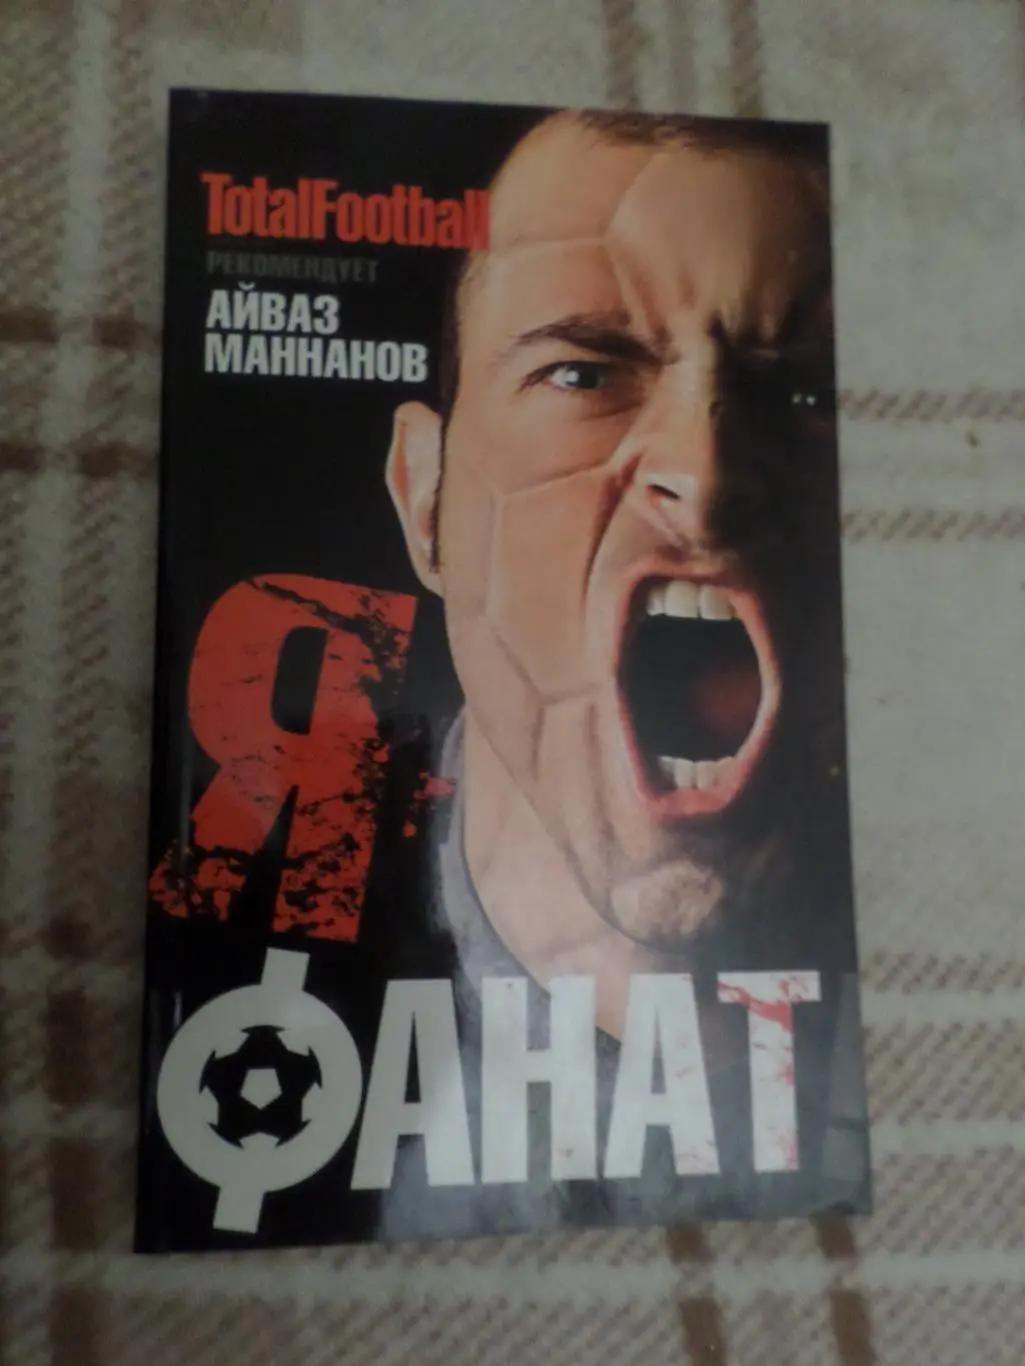 TotalFootball
РЕКОМЕНДУЕТ
АЙВАЗ
МАННАНОВ
Я
ФАНАТ